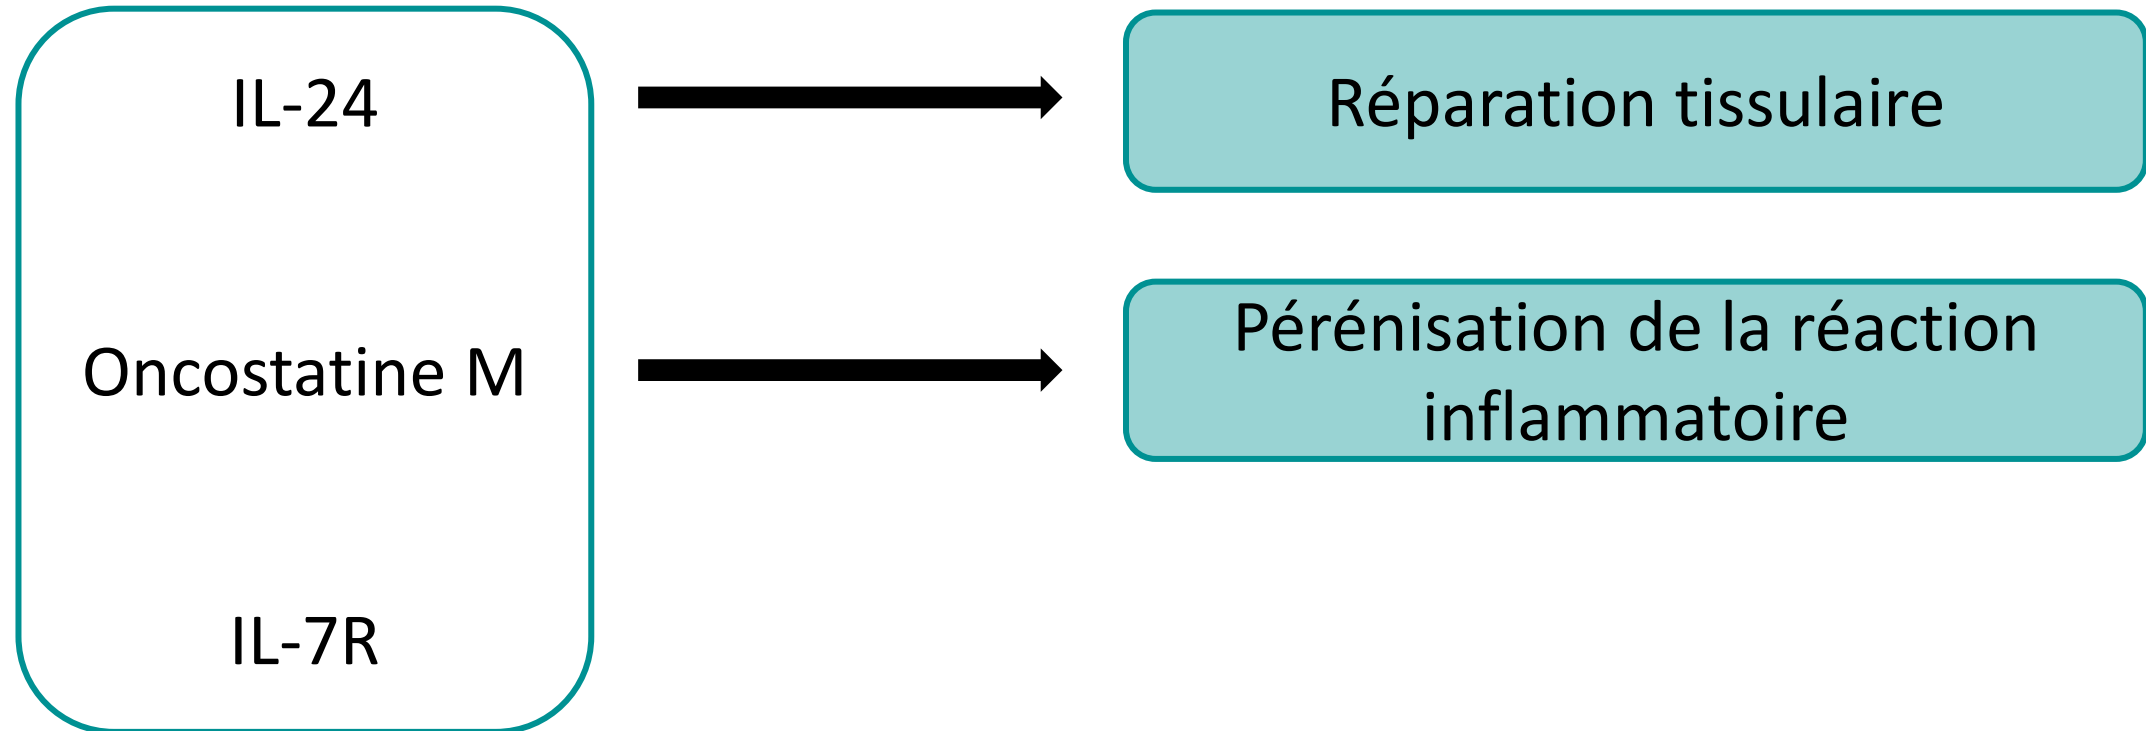 IL-24
Réparation tissulaire
Oncostatine M
Pérénisation de la réaction
inflammatoire
IL-7R